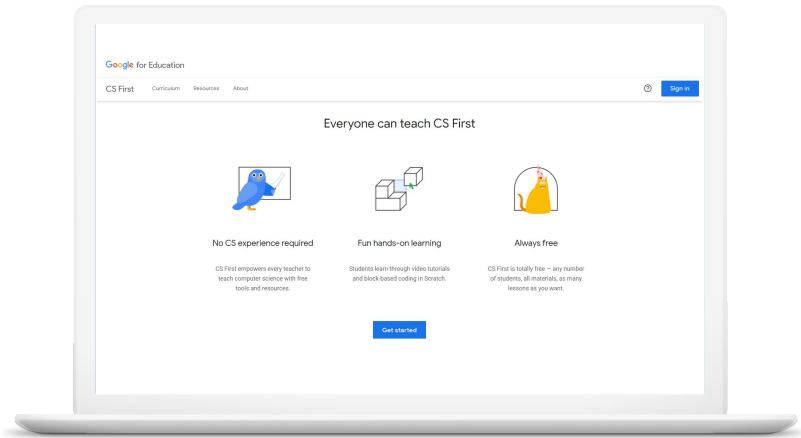 Google for Education
CS First Curriculum Resources About Sign in
Everyone can teach CS First
No CS experience required
CS First empowers every teacher to
teach computer science with free
tools and resources.
Fun hands-on learning
Students learn through video tutorials
and block-based coding in Scratch.
Always free
CS First is totally free — any number
of students, all materials, as many
lessons as you want.
Get started